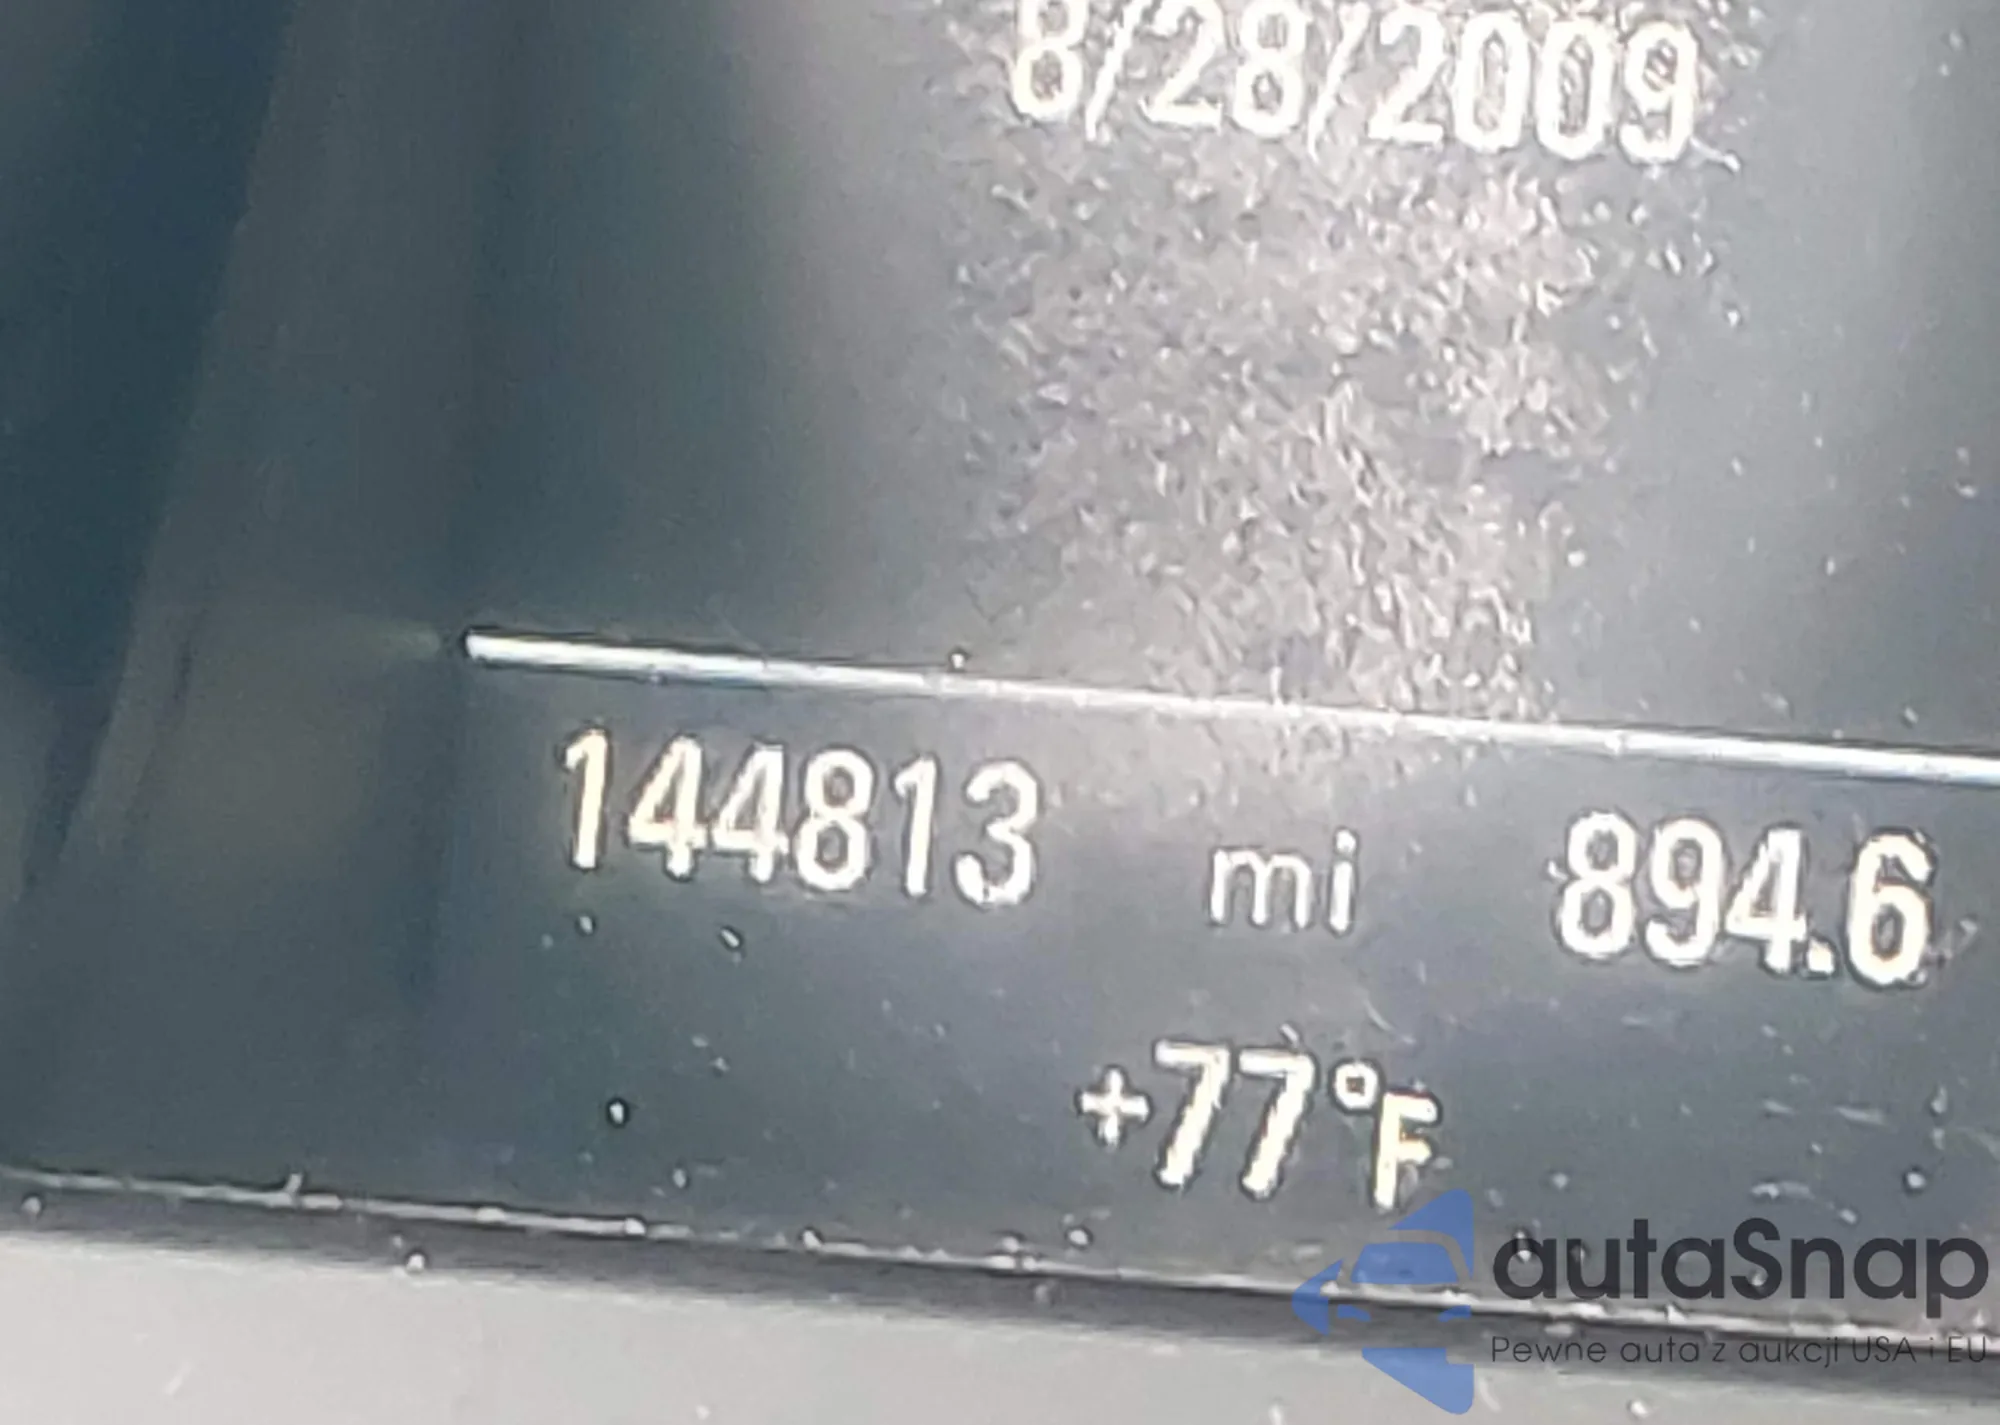 8/28/2009
144813 mi 894.6
+77°F
autaSnap
Pewne auta z aukcji USA i EU